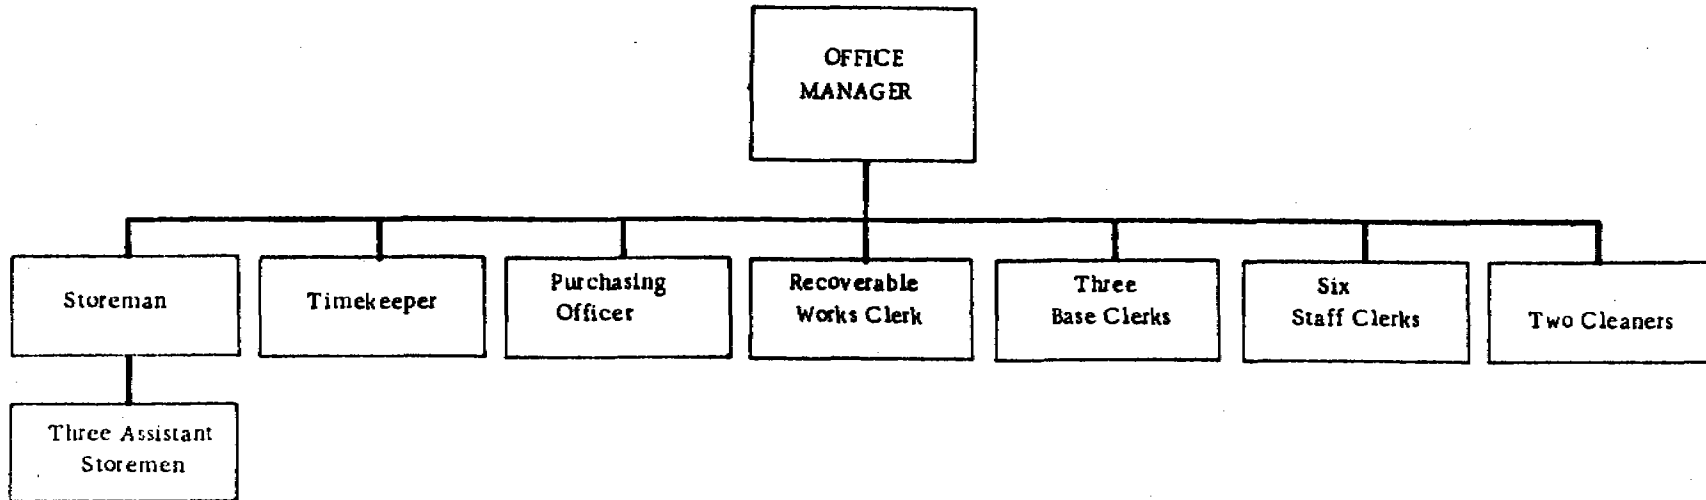 OFFICE
MANAGER
Storeman
Timekeeper
Purchasing
Officer
Recoverable
Works Clerk
Three
Base Clerks
Six
Staff Clerks
Two Cleaners
Three Assistant
Storemen